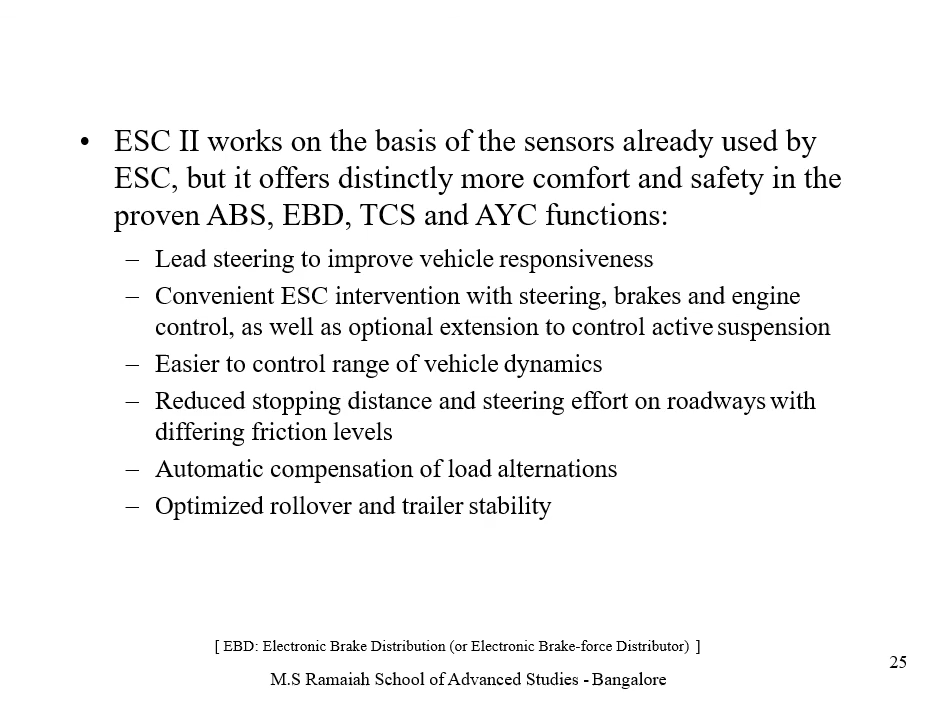 • ESC II works on the basis of the sensors already used by
ESC, but it offers distinctly more comfort and safety in the
proven ABS, EBD, TCS and AYC functions:
– Lead steering to improve vehicle responsiveness
– Convenient ESC intervention with steering, brakes and engine
control, as well as optional extension to control active suspension
– Easier to control range of vehicle dynamics
– Reduced stopping distance and steering effort on roadways with
differing friction levels
– Automatic compensation of load alternations
– Optimized rollover and trailer stability
[ EBD: Electronic Brake Distribution (or Electronic Brake-force Distributor) ]
25
M.S Ramaiah School of Advanced Studies - Bangalore